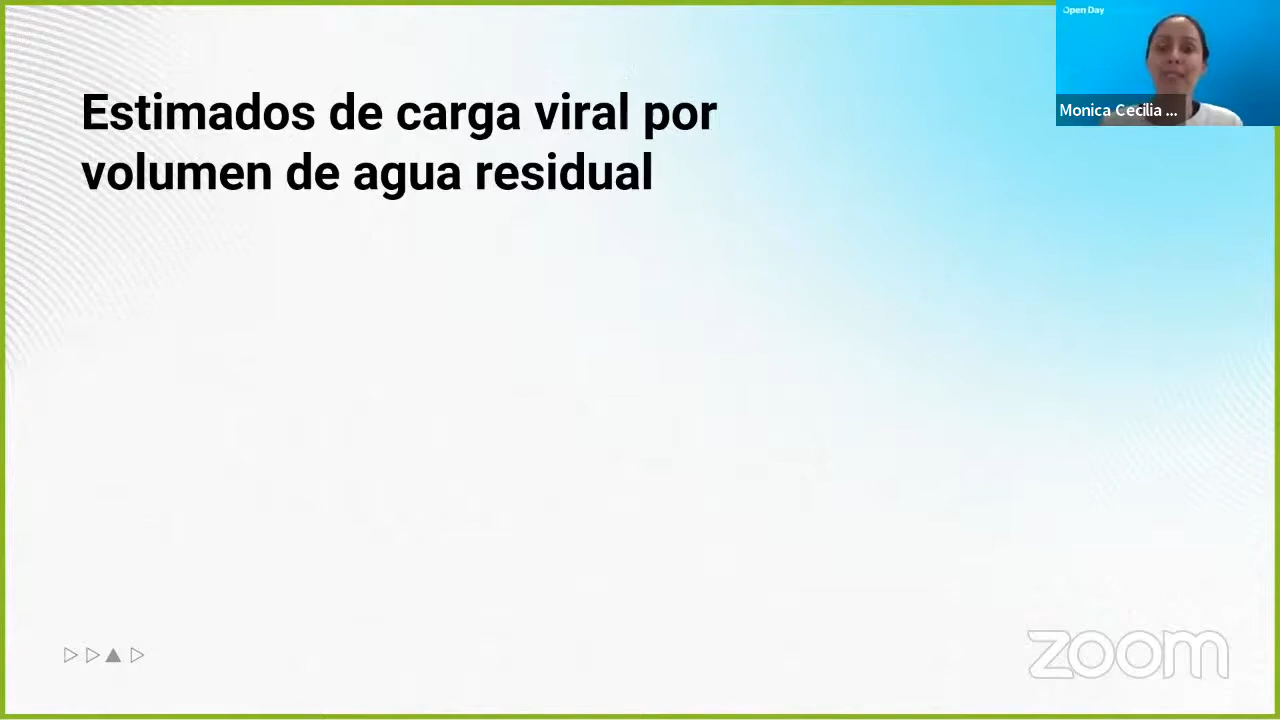 Open Day
Monica Cecilia ...
Estimados de carga viral por
volumen de agua residual
zoom